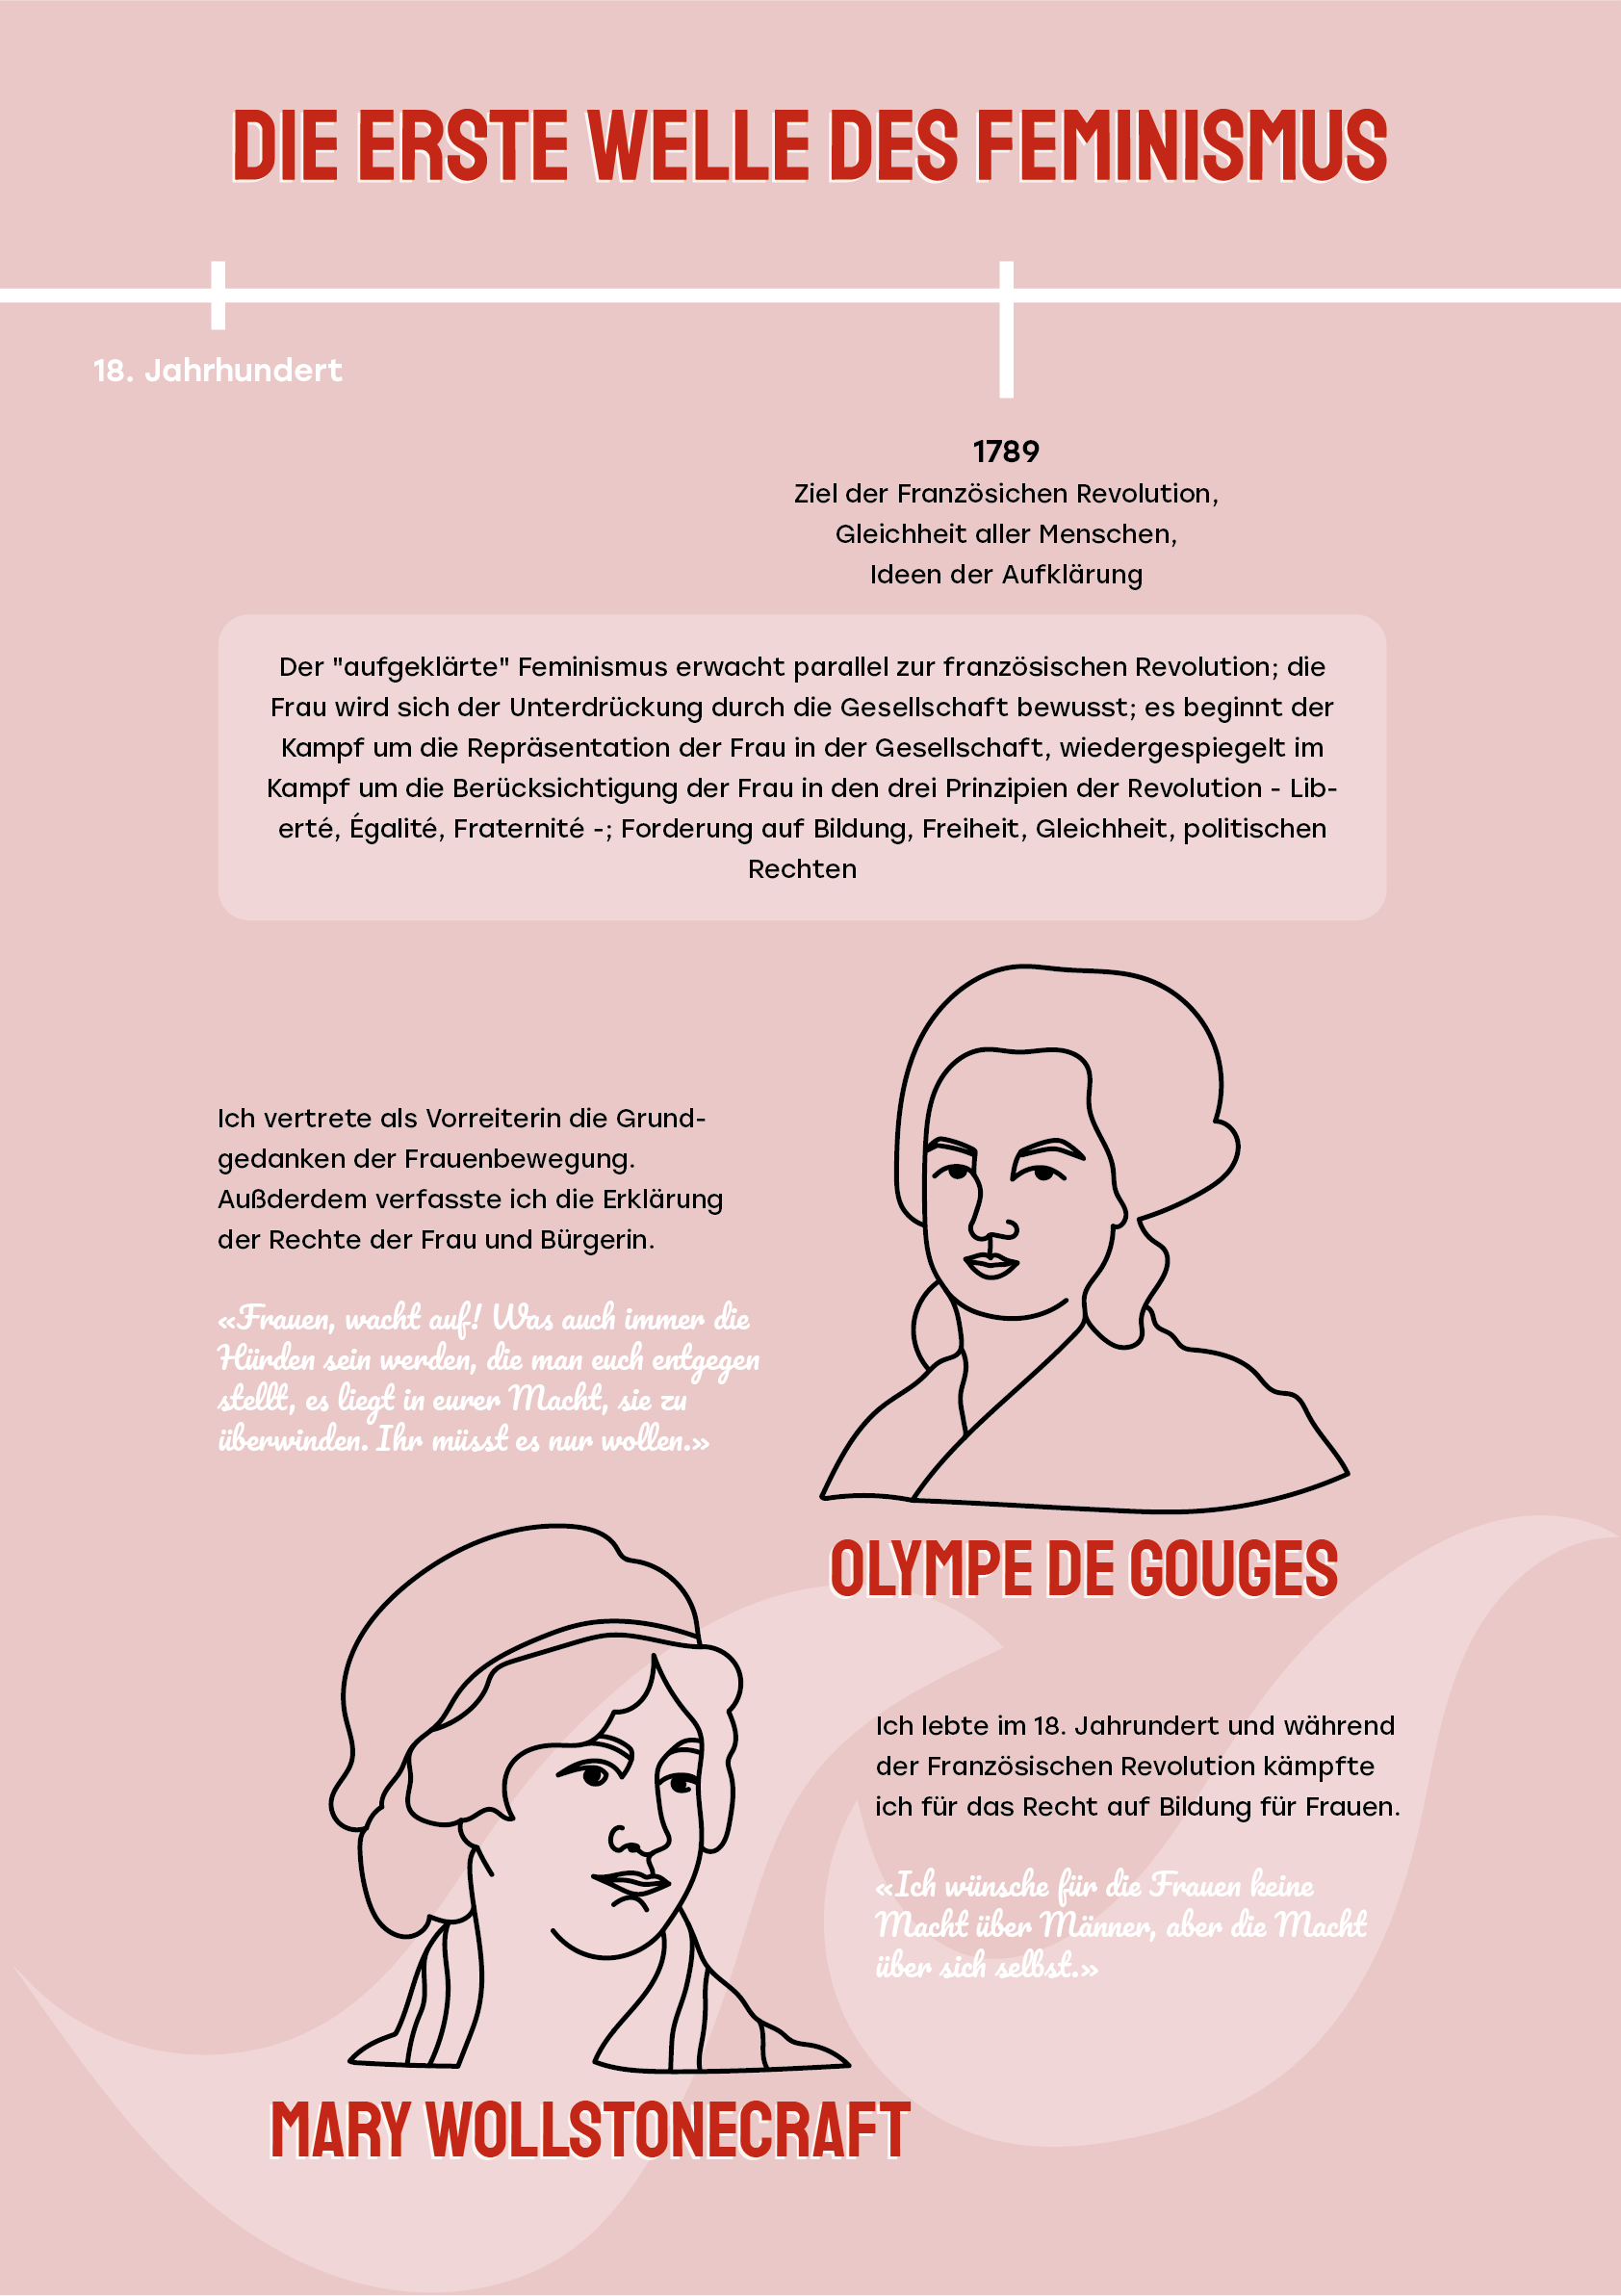 DIE ERSTE WELLE DES FEMINISMUS
18. Jahrhundert
1789
Ziel der Französichen Revolution,
Gleichheit aller Menschen,
Ideen der Aufklärung
Der "aufgeklärte" Feminismus erwacht parallel zur französischen Revolution; die
Frau wird sich der Unterdrückung durch die Gesellschaft bewusst; es beginnt der
Kampf um die Repräsentation der Frau in der Gesellschaft, wiedergespiegelt im
Kampf um die Berücksichtigung der Frau in den drei Prinzipien der Revolution - Lib-
erté, Égalité, Fraternité -; Forderung auf Bildung, Freiheit, Gleichheit, politischen
Rechten
Ich vertrete als Vorreiterin die Grund-
gedanken der Frauenbewegung.
Außderdem verfasste ich die Erklärung
der Rechte der Frau und Bürgerin.
«Frauen, wacht auf! Was auch immer die
Hürden sein werden, die man euch entgegen
stellt, es liegt in eurer Macht, sie zu
überwinden. Ihr müsst es nur wollen.»
OLYMPE DE GOUGES
Ich lebte im 18. Jahrundert und während
der Französischen Revolution kämpfte
ich für das Recht auf Bildung für Frauen.
«Ich wünsche für die Frauen keine
Macht über Männer, aber die Macht
über sich selbst.»
MARY WOLLSTONECRAFT